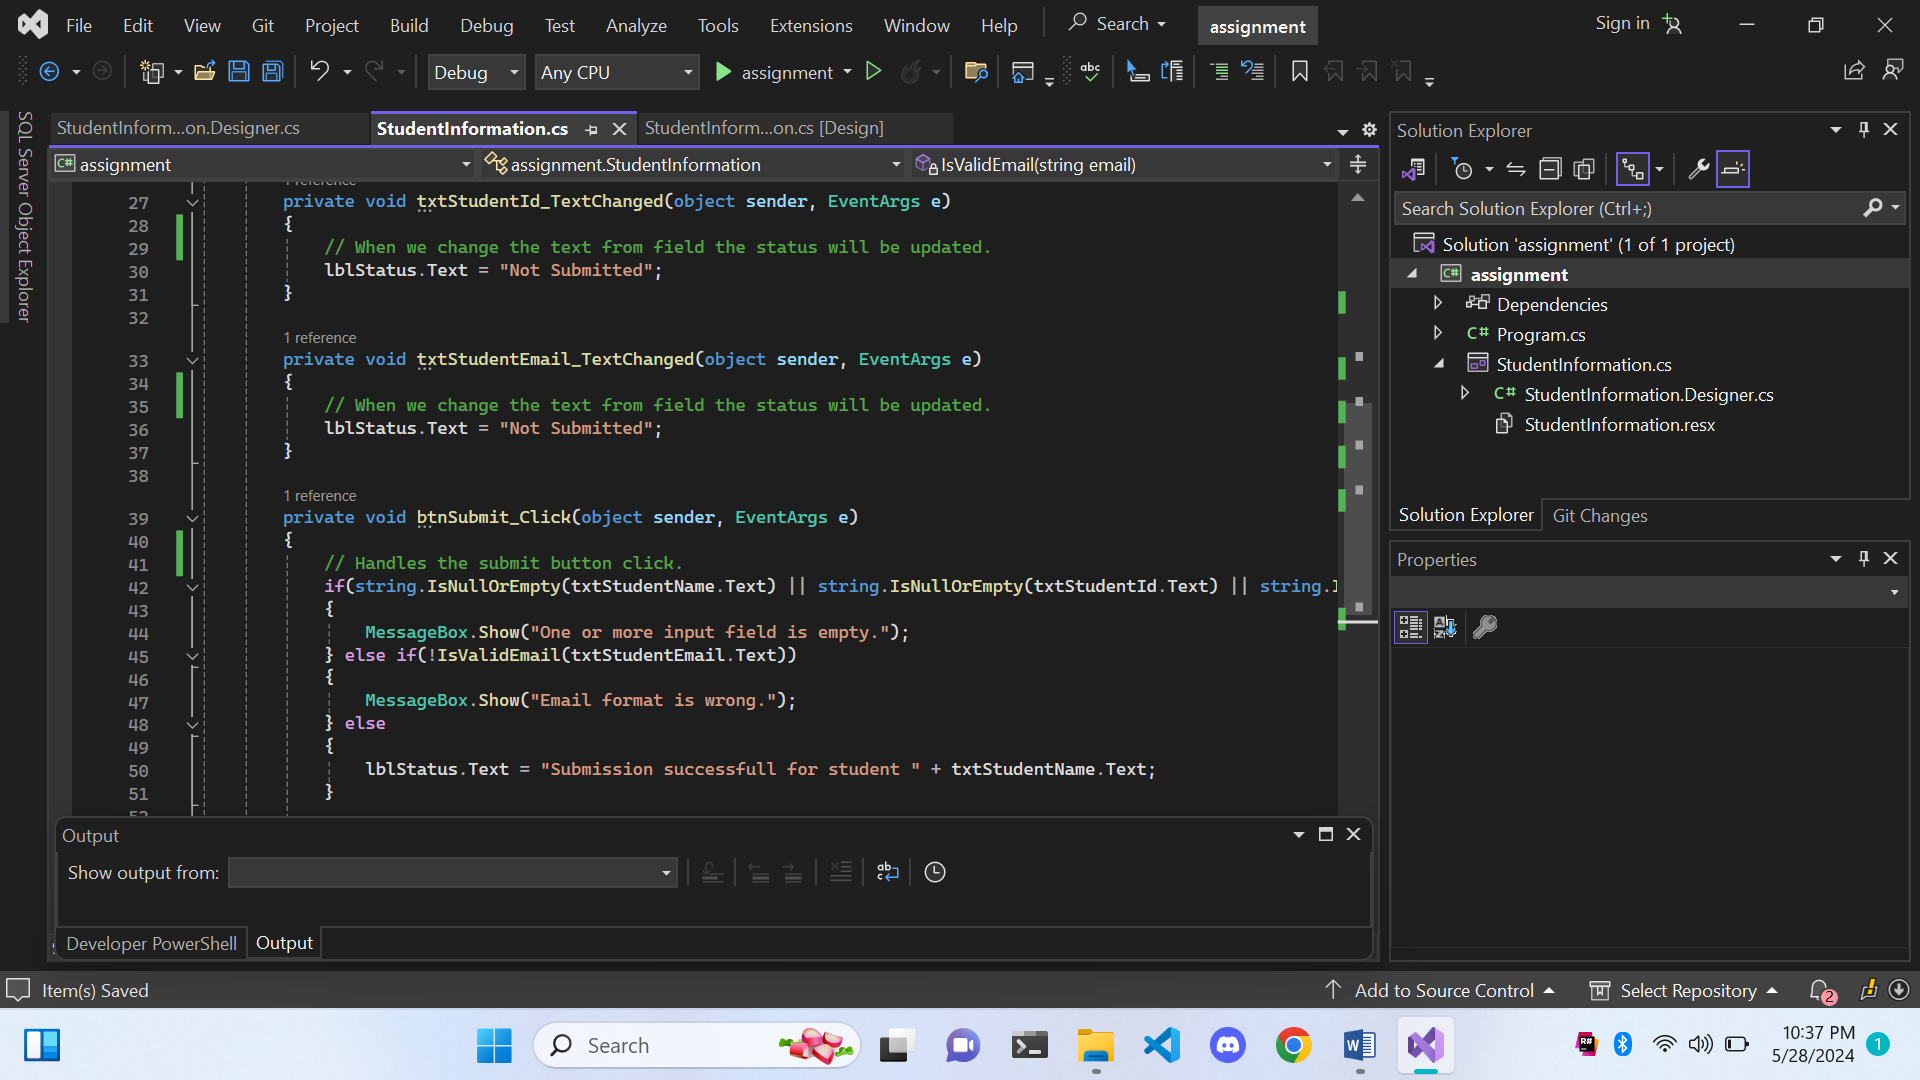 File Edit View Git Project Build Debug Test Analyze Tools Extensions Window Help Search assignment Sign in
Debug Any CPU assignment
SQL Server Object Explorer
StudentInform...on.Designer.cs StudentInformation.cs StudentInform...on.cs [Design]
C# assignment assignment.StudentInformation IsValidEmail(string email)
1 reference
27 private void txtStudentId_TextChanged(object sender, EventArgs e)
28 {
29 // When we change the text from field the status will be updated.
30 lblStatus.Text = "Not Submitted";
31 }
32
1 reference
33 private void txtStudentEmail_TextChanged(object sender, EventArgs e)
34 {
35 // When we change the text from field the status will be updated.
36 lblStatus.Text = "Not Submitted";
37 }
38
1 reference
39 private void btnSubmit_Click(object sender, EventArgs e)
40 {
41 // Handles the submit button click.
42 if(string.IsNullOrEmpty(txtStudentName.Text) || string.IsNullOrEmpty(txtStudentId.Text) || string.I
43 {
44 MessageBox.Show("One or more input field is empty.");
45 } else if(!IsValidEmail(txtStudentEmail.Text))
46 {
47 MessageBox.Show("Email format is wrong.");
48 } else
49 {
50 lblStatus.Text = "Submission successfull for student " + txtStudentName.Text;
51 }
52
Output
Show output from:
Developer PowerShell Output
Solution Explorer
Search Solution Explorer (Ctrl+;)
Solution 'assignment' (1 of 1 project)
C# assignment
Dependencies
C# Program.cs
StudentInformation.cs
C# StudentInformation.Designer.cs
StudentInformation.resx
Solution Explorer Git Changes
Properties
Item(s) Saved Add to Source Control Select Repository 2
Search
10:37 PM
5/28/2024
1